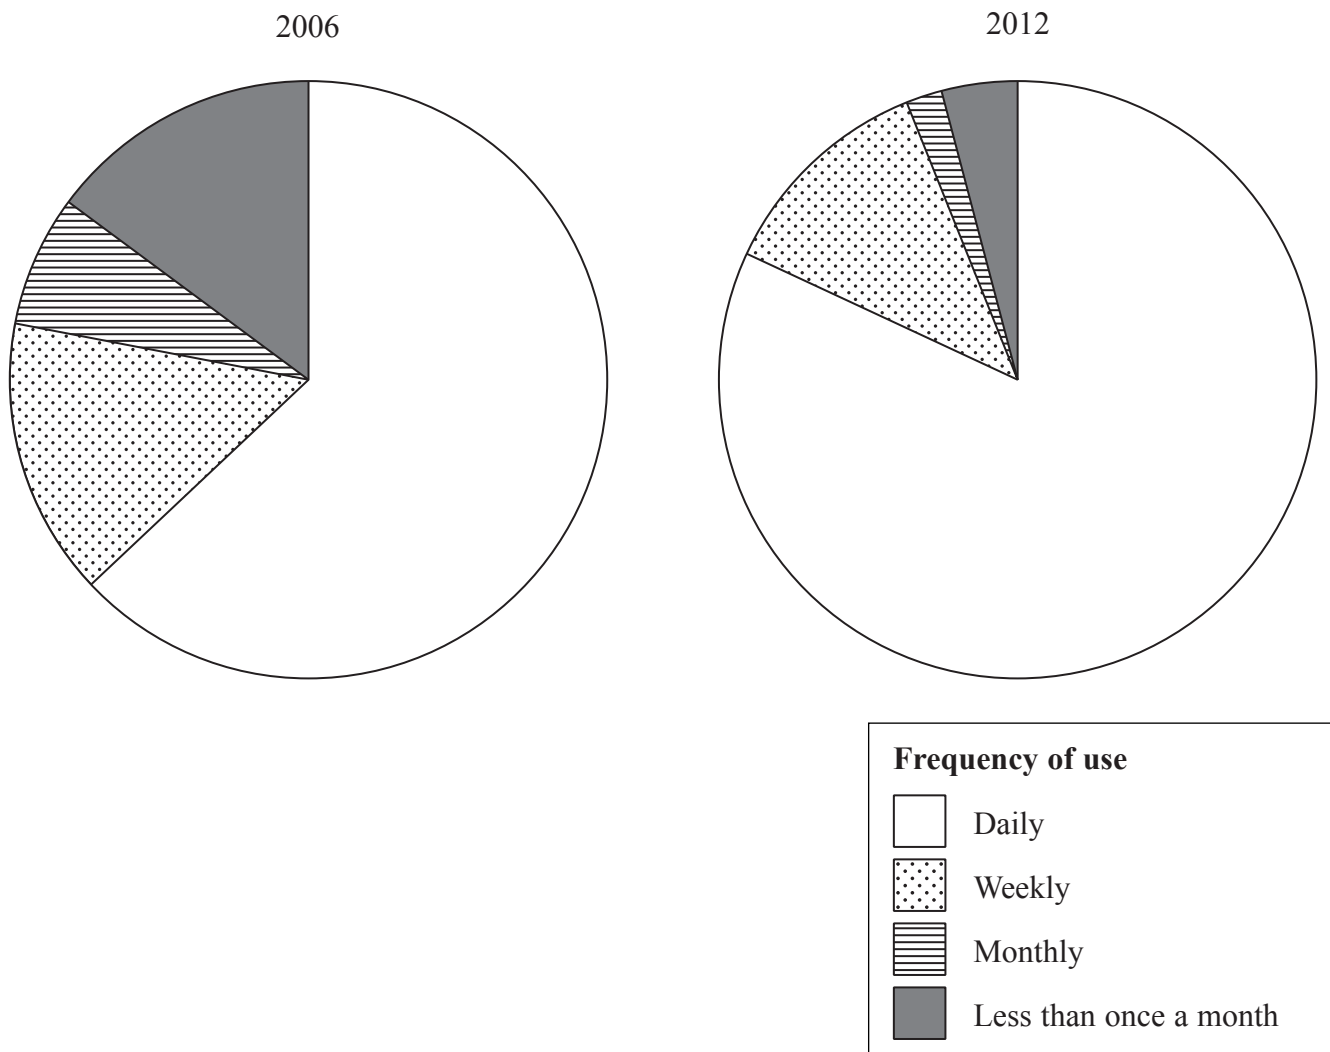 2006
2012
Frequency of use
Daily
Weekly
Monthly
Less than once a month